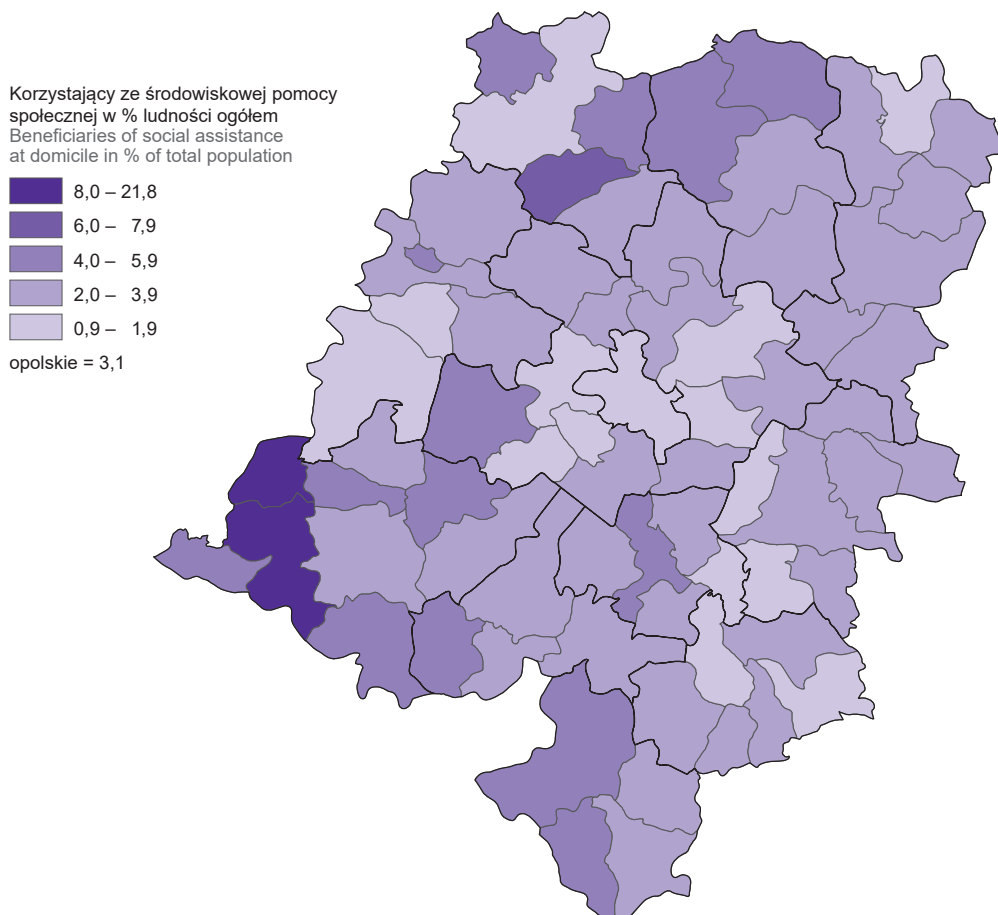 Korzystający ze środowiskowej pomocy
społecznej w % ludności ogółem
Beneficiaries of social assistance
at domicile in % of total population
8,0 – 21,8
6,0 – 7,9
4,0 – 5,9
2,0 – 3,9
0,9 – 1,9
opolskie = 3,1